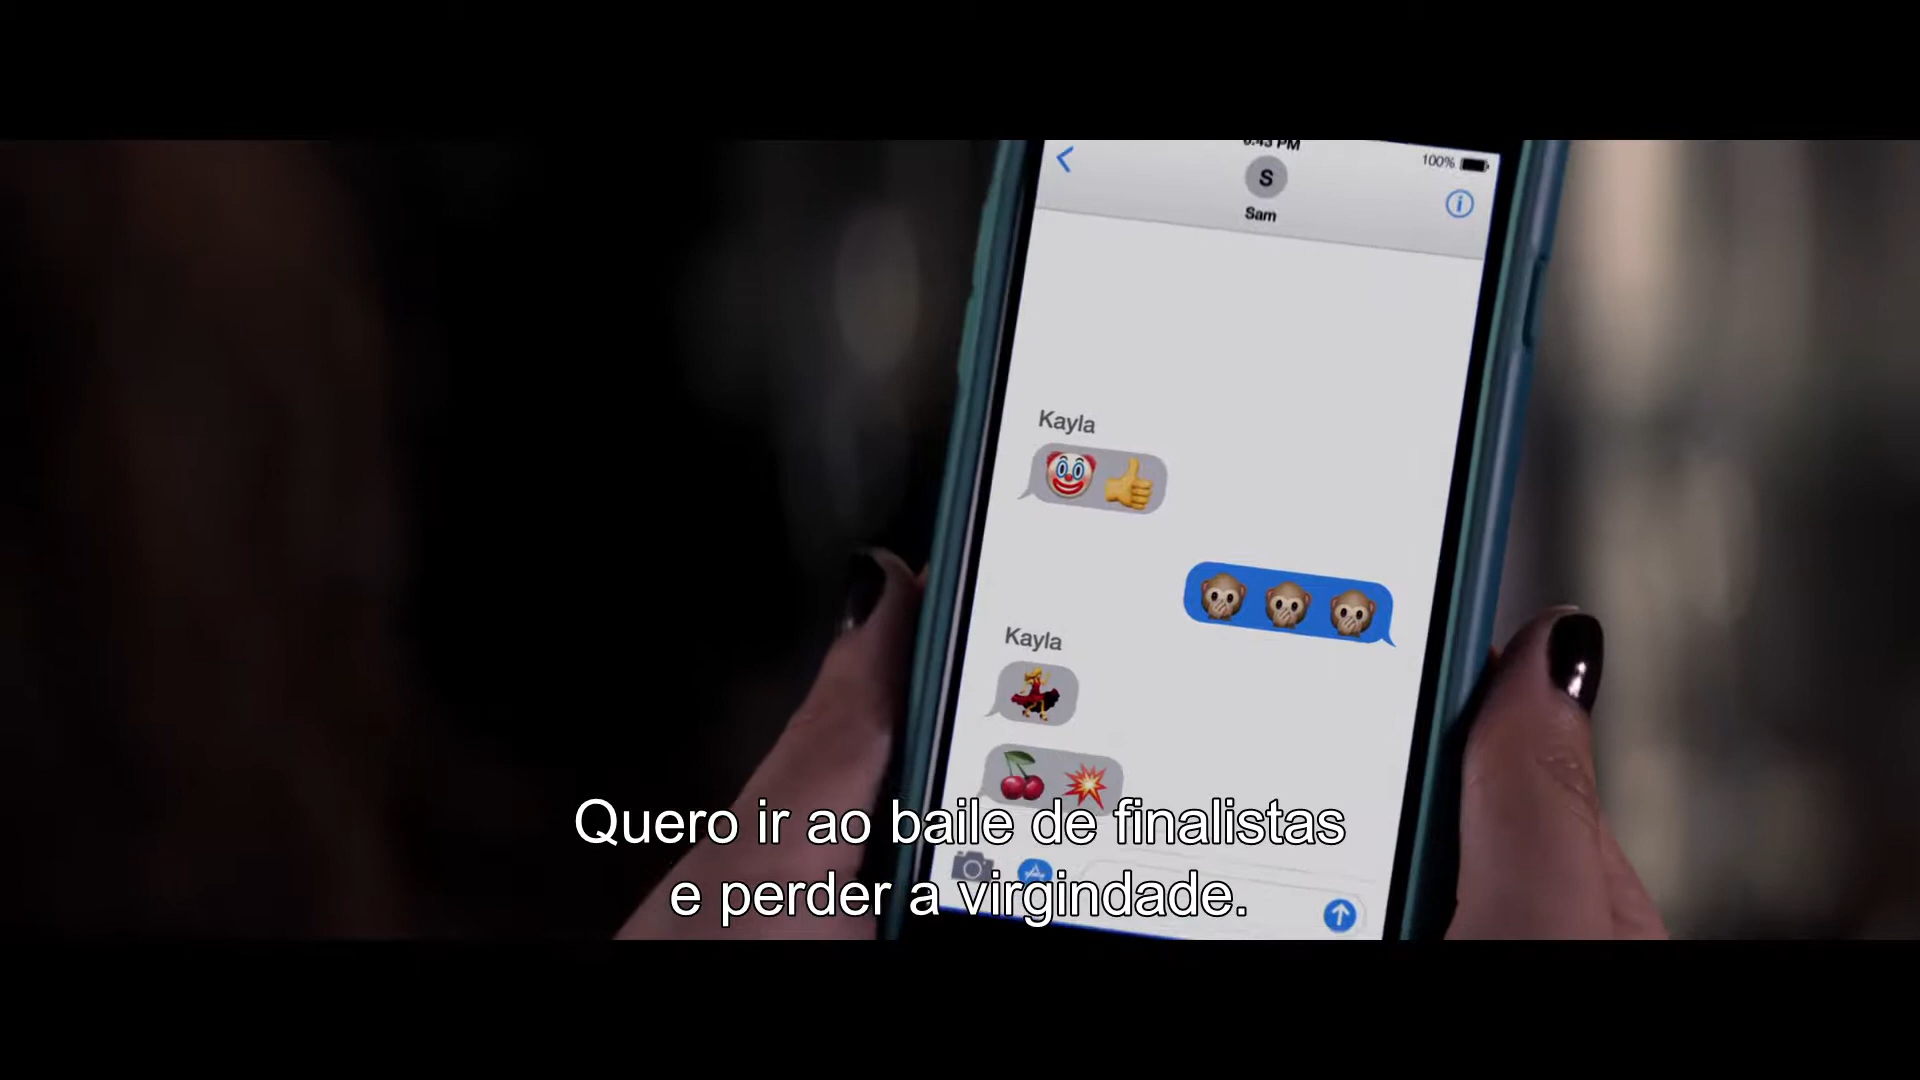 100%
S
Sam
Kayla
Kayla
Quero ir ao baile de finalistas
e perder a virgindade.